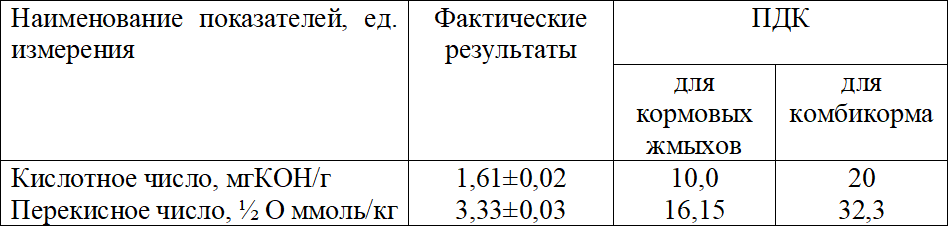 Наименование показателей, ед.
измерения
Фактические
результаты
ПДК
для
кормовых
жмыхов
для
комбикорма
Кислотное число, мгКОН/г 1,61±0,02 10,0 20
Перекисное число, ½ О ммоль/кг 3,33±0,03 16,15 32,3